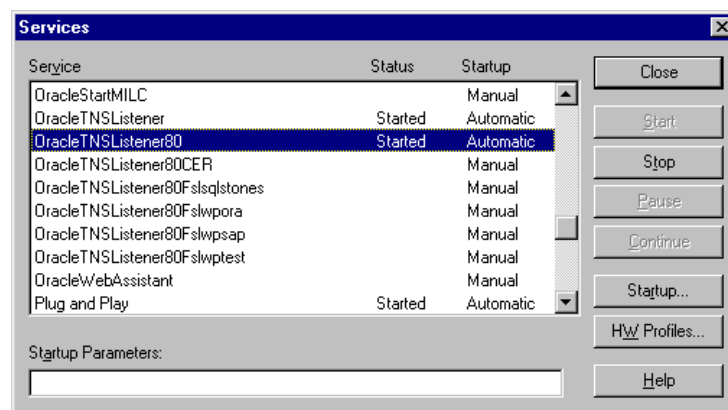 Services
Service Status Startup
OracleStartMILC Manual
OracleTNSListener Started Automatic
OracleTNSListener80 Started Automatic
OracleTNSListener80CER Manual
OracleTNSListener80Fslsqlstones Manual
OracleTNSListener80Fslwpora Manual
OracleTNSListener80Fslwpsap Manual
OracleTNSListener80Fslwptest Manual
OracleWebAssistant Manual
Plug and Play Started Automatic
Startup Parameters:
Close
Start
Stop
Pause
Continue
Startup...
HW Profiles...
Help